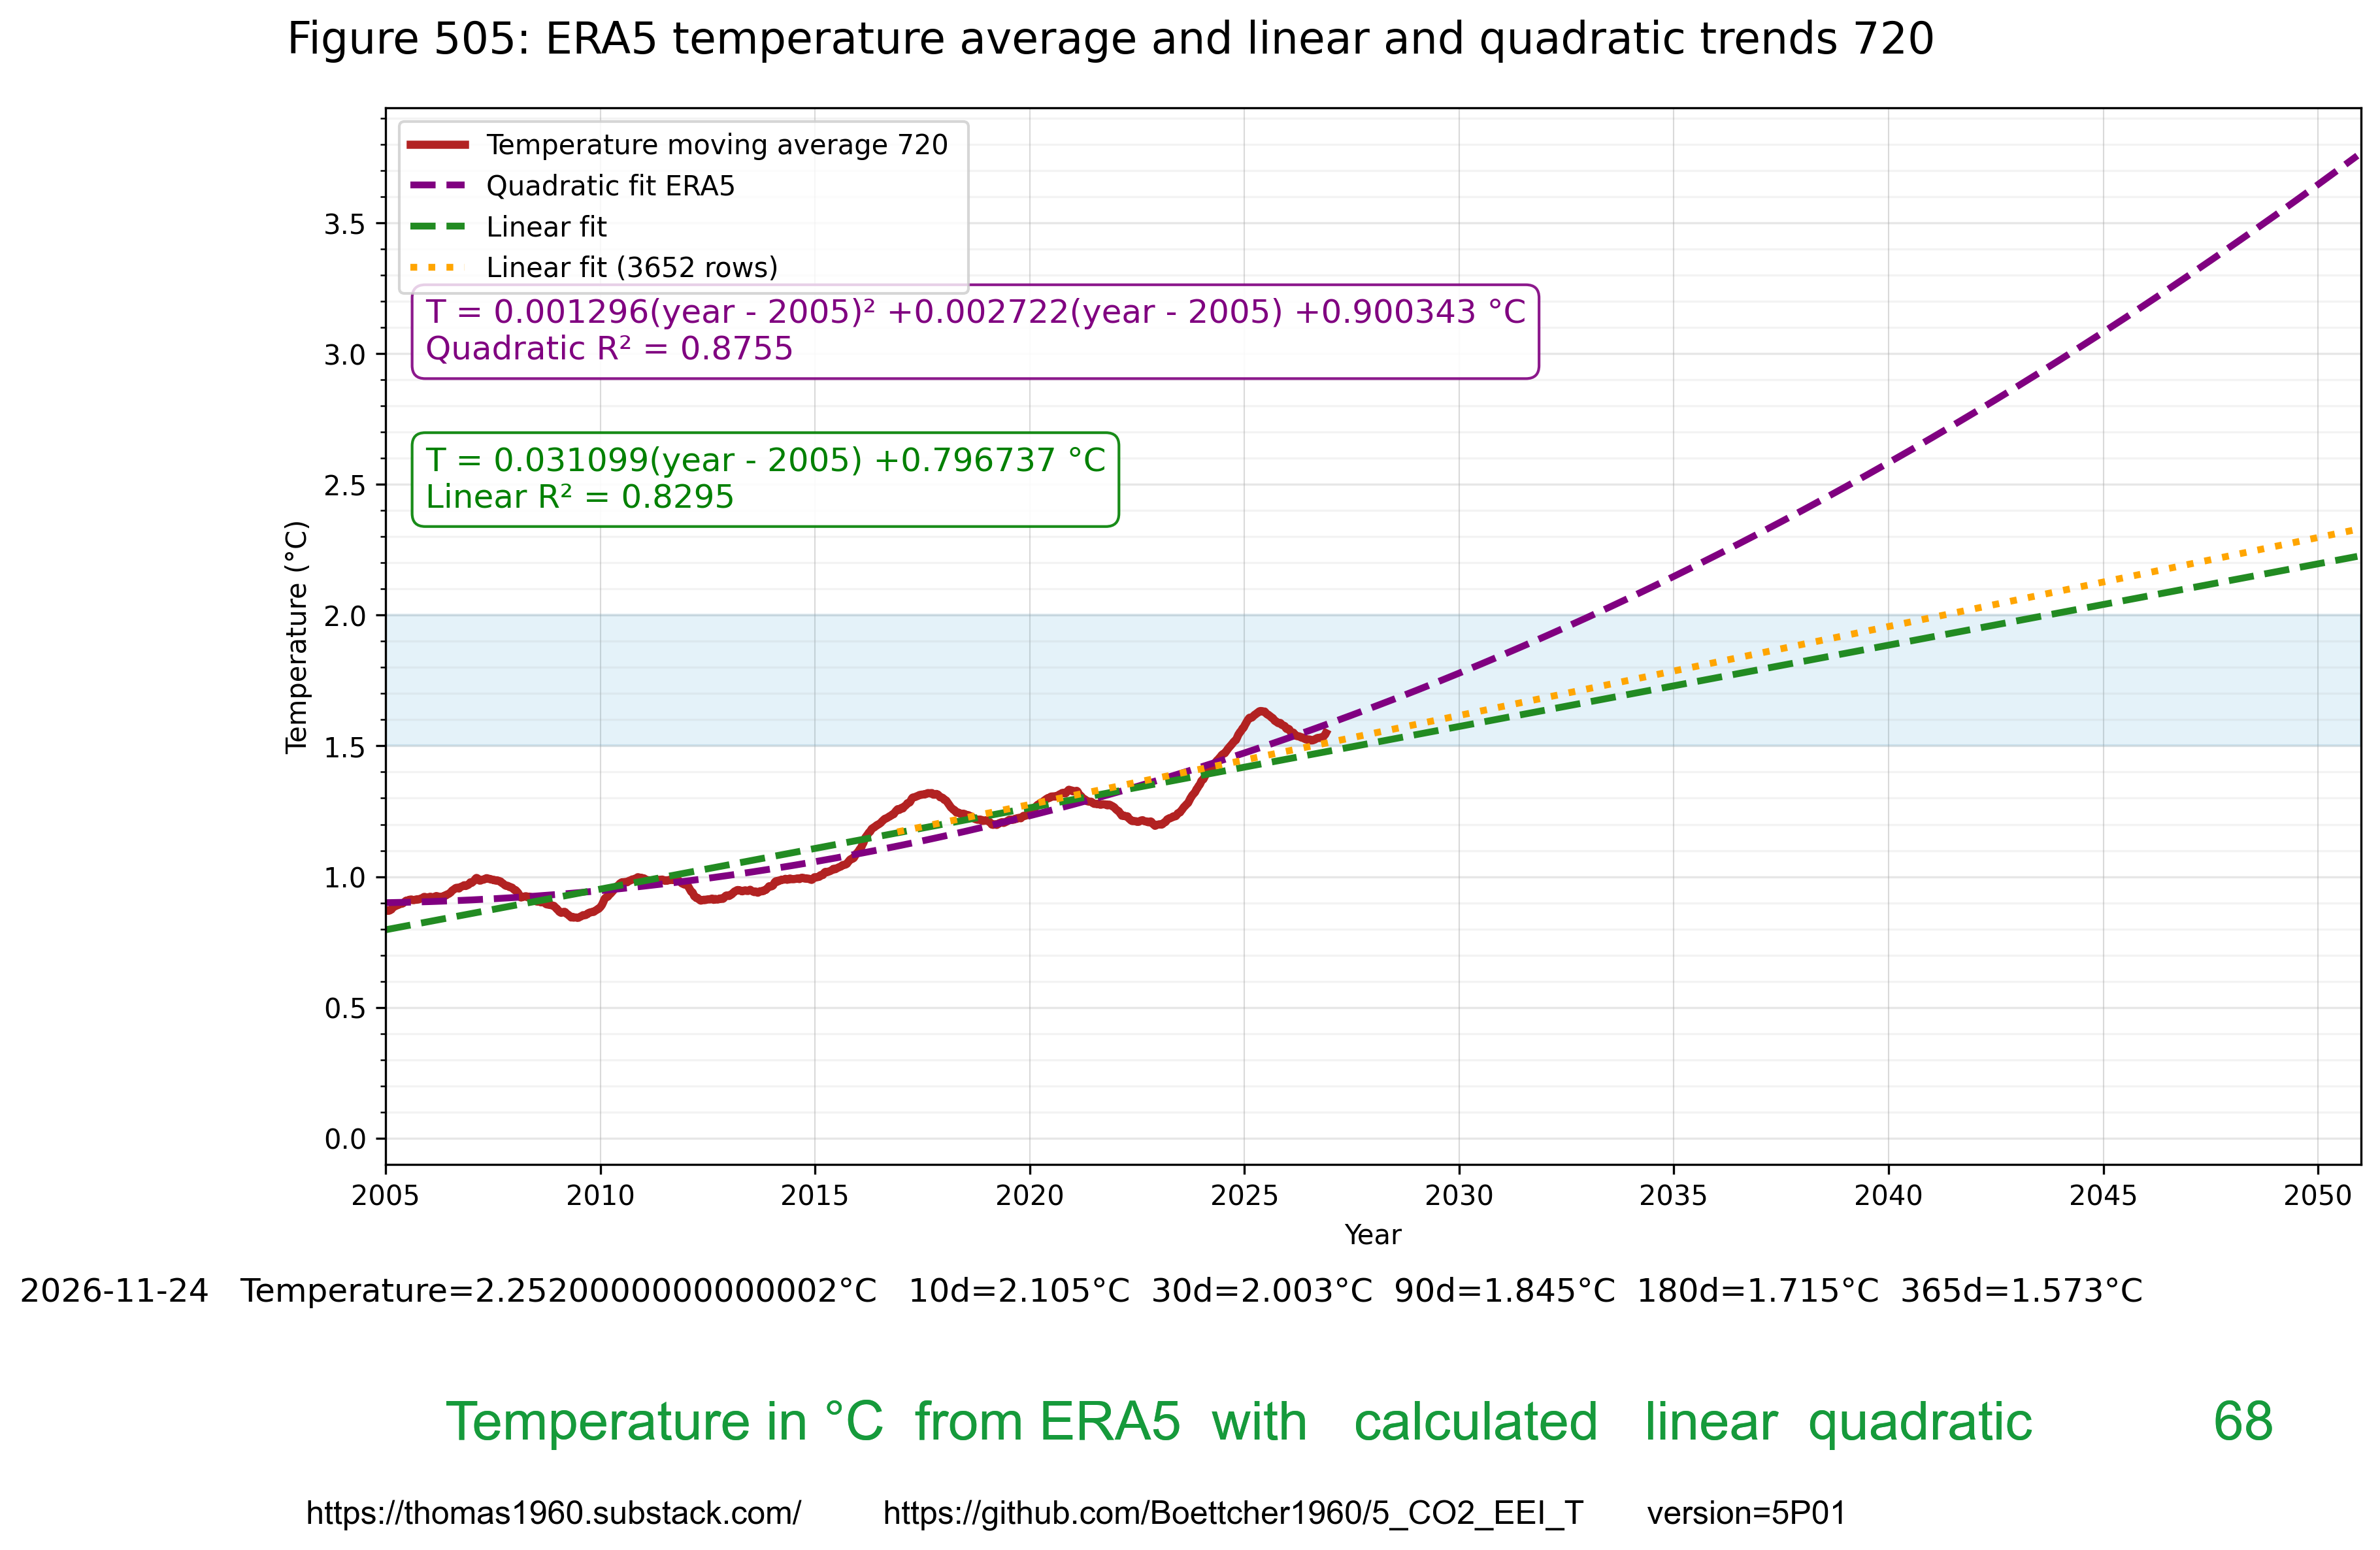 Figure 505: ERA5 temperature average and linear and quadratic trends 720
Temperature moving average 720
Quadratic fit ERA5
Linear fit
Linear fit (3652 rows)
T = 0.001296(year - 2005)² +0.002722(year - 2005) +0.900343 °C
Quadratic R² = 0.8755
T = 0.031099(year - 2005) +0.796737 °C
Linear R² = 0.8295
Temperature (°C)
3.5
3.0
2.5
2.0
1.5
1.0
0.5
0.0
2005 2010 2015 2020 2025 2030 2035 2040 2045 2050
Year
2026-11-24 Temperature=2.2520000000000002°C 10d=2.105°C 30d=2.003°C 90d=1.845°C 180d=1.715°C 365d=1.573°C
Temperature in °C from ERA5 with calculated linear quadratic 68
https://thomas1960.substack.com/ https://github.com/Boettcher1960/5_CO2_EEI_T version=5P01